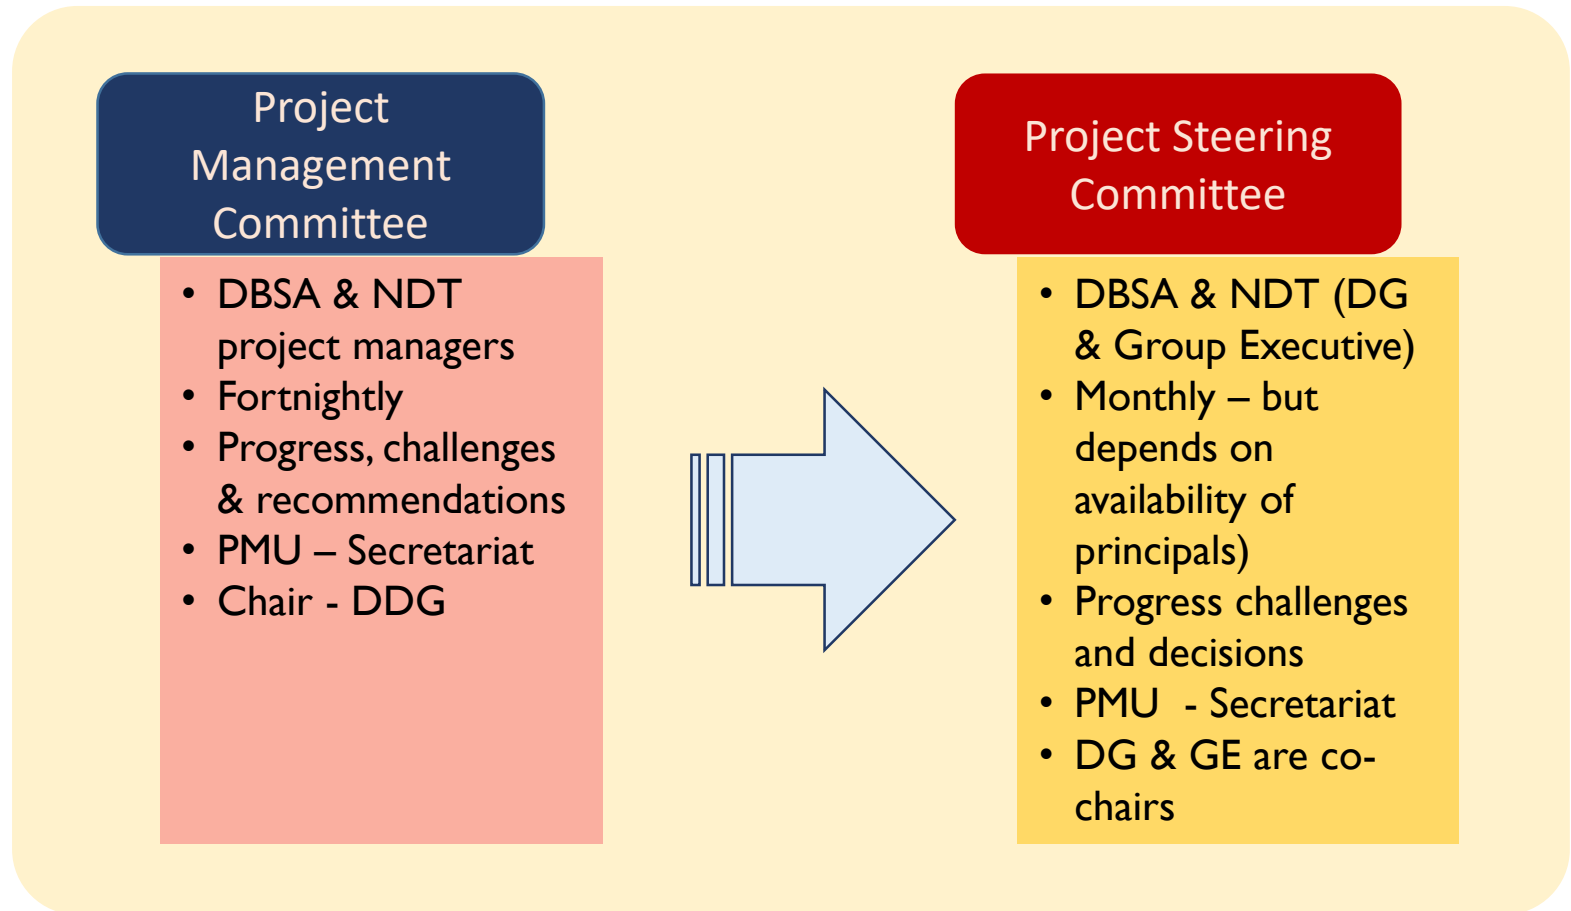 Project
Management
Committee
• DBSA & NDT
project managers
• Fortnightly
• Progress, challenges
& recommendations
• PMU – Secretariat
• Chair - DDG
Project Steering
Committee
• DBSA & NDT (DG
& Group Executive)
• Monthly – but
depends on
availability of
principals)
• Progress challenges
and decisions
• PMU  - Secretariat
• DG & GE are co-
chairs